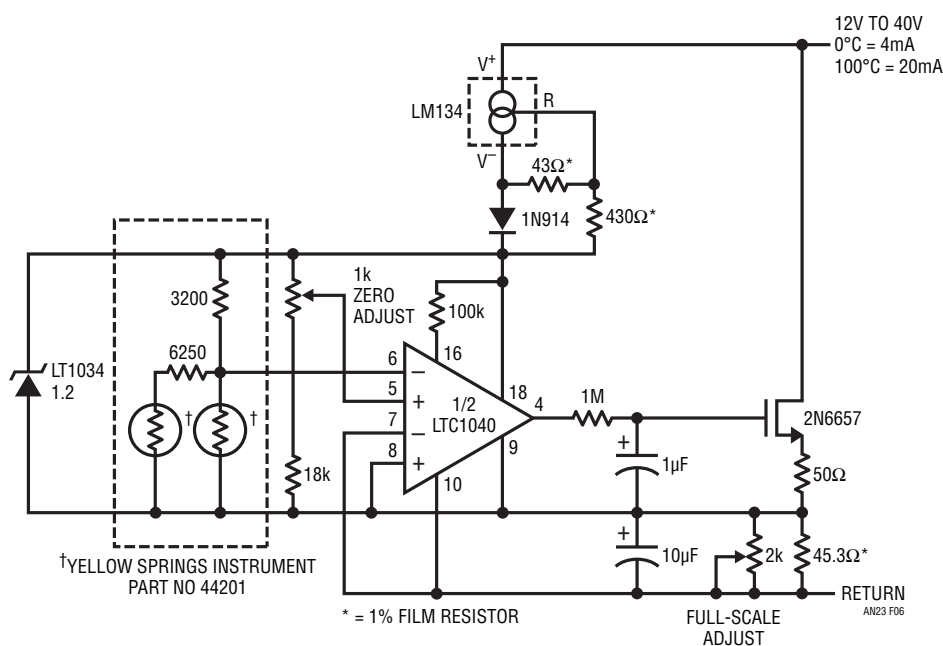 12V TO 40V
0°C = 4mA
100°C = 20mA
V+
LM134
R
V–
43Ω*
1N914
430Ω*
3200
1k
ZERO
ADJUST
100k
6250
LT1034
1.2
†
†
6
5
7
8
16
–
+
–
+
1/2
LTC1040
18
4
9
10
1M
2N6657
+
1µF
50Ω
18k
+
10µF
2k
45.3Ω*
†YELLOW SPRINGS INSTRUMENT
PART NO 44201
* = 1% FILM RESISTOR
FULL-SCALE
ADJUST
RETURN
AN23 F06